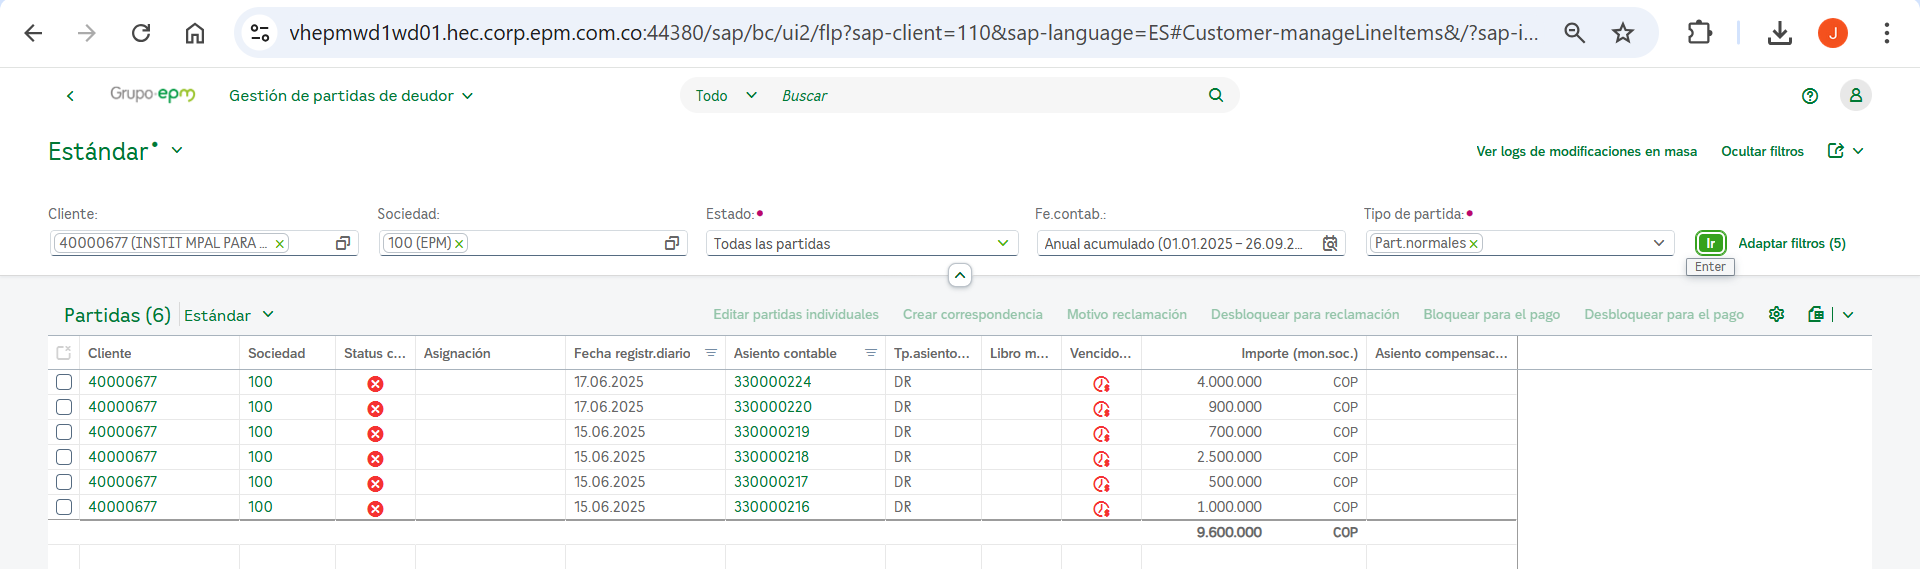 vhepmwd1wd01.hec.corp.epm.com.co:44380/sap/bc/ui2/flp?sap-client=110&sap-language=ES#Customer-manageLineItems&/?sap-i...
J
Grupo·epm Gestión de partidas de deudor Todo Buscar
Estándar* Ver logs de modificaciones en masa Ocultar filtros
Cliente: Sociedad: Estado: Fe.contab.: Tipo de partida:
40000677 (INSTIT MPAL PARA ... 100 (EPM) Todas las partidas Anual acumulado (01.01.2025 – 26.09.2... Part.normales Ir Adaptar filtros (5)
Enter
Partidas (6) Estándar Editar partidas individuales Crear correspondencia Motivo reclamación Desbloquear para reclamación Bloquear para el pago Desbloquear para el pago
Cliente Sociedad Status c... Asignación Fecha registr.diario Asiento contable Tp.asiento... Libro m... Vencido... Importe (mon.soc.) Asiento compensac...
40000677 100 17.06.2025 330000224 DR 4.000.000 COP
40000677 100 17.06.2025 330000220 DR 900.000 COP
40000677 100 15.06.2025 330000219 DR 700.000 COP
40000677 100 15.06.2025 330000218 DR 2.500.000 COP
40000677 100 15.06.2025 330000217 DR 500.000 COP
40000677 100 15.06.2025 330000216 DR 1.000.000 COP
9.600.000 COP